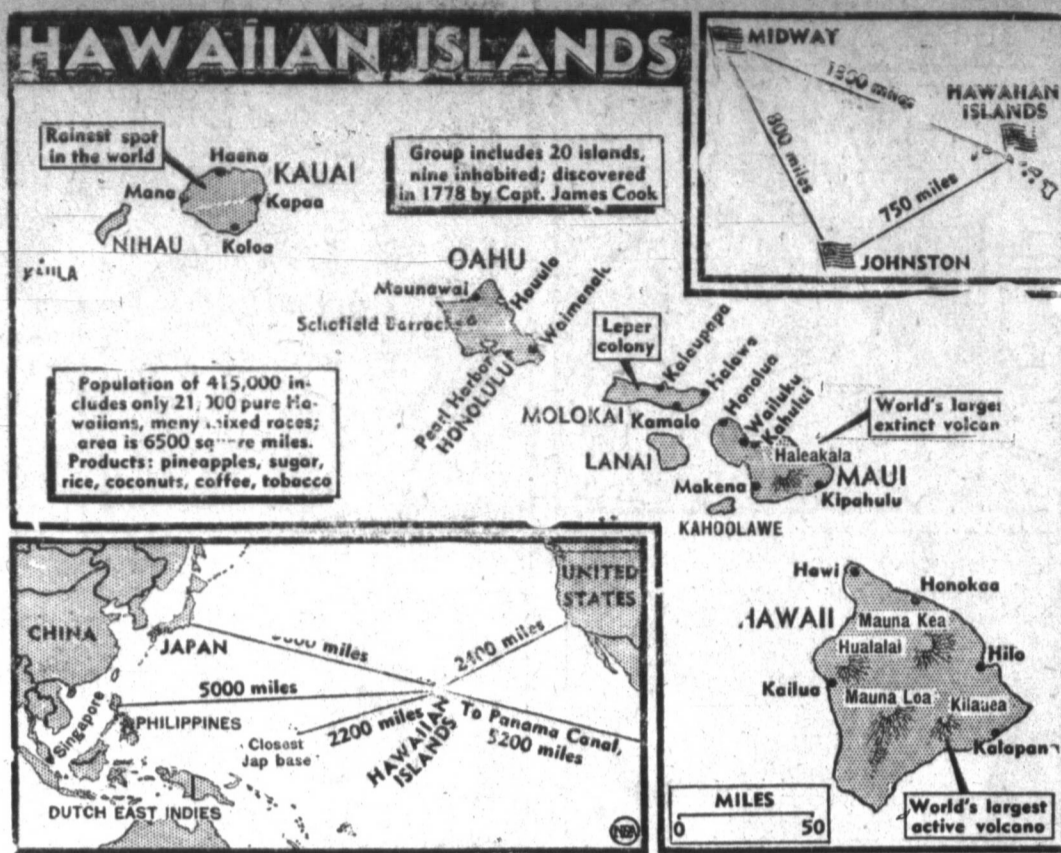 HAWAIIAN ISLANDS
Rainest spot
in the world
Haena
KAUAI
Mana
Kapaa
Koloa
NIHAU
Group includes 20 islands,
nine inhabited; discovered
in 1778 by Capt. James Cook
OAHU
Maunawai
Hauula
Schofield Barracks
Waimanalo
Pearl Harbor
HONOLULU
Population of 415,000 in-
cludes only pure Ha-
waiians, many mixed races;
area is 6500 square miles.
Products: pineapples, sugar,
rice, coconuts, coffee, tobacco
MIDWAY
miles
HAWAIIAN
ISLANDS
800 miles
750 miles
JOHNSTON
Leper
colony
Kalaupapa
Halawa
MOLOKAI
Kamalo
Honolua
Wailuku
Kahului
LANAI
World's larges
extinct volcan
Haleakala
MAUI
Makena
Kipahulu
KAHOOLAWE
Hawi
Honokaa
HAWAII
Mauna Kea
Hualalai
Hilo
Kailua
Mauna Loa
Kilauea
Kalapan
World's largest
active volcano
MILES
0 50
UNITED
STATES
CHINA
JAPAN
miles
2400 miles
5000 miles
PHILIPPINES
Singapore
2200 miles
Closest
Jap base
HAWAIIAN
ISLANDS
To Panama Canal,
5200 miles
DUTCH EAST INDIES
NEA